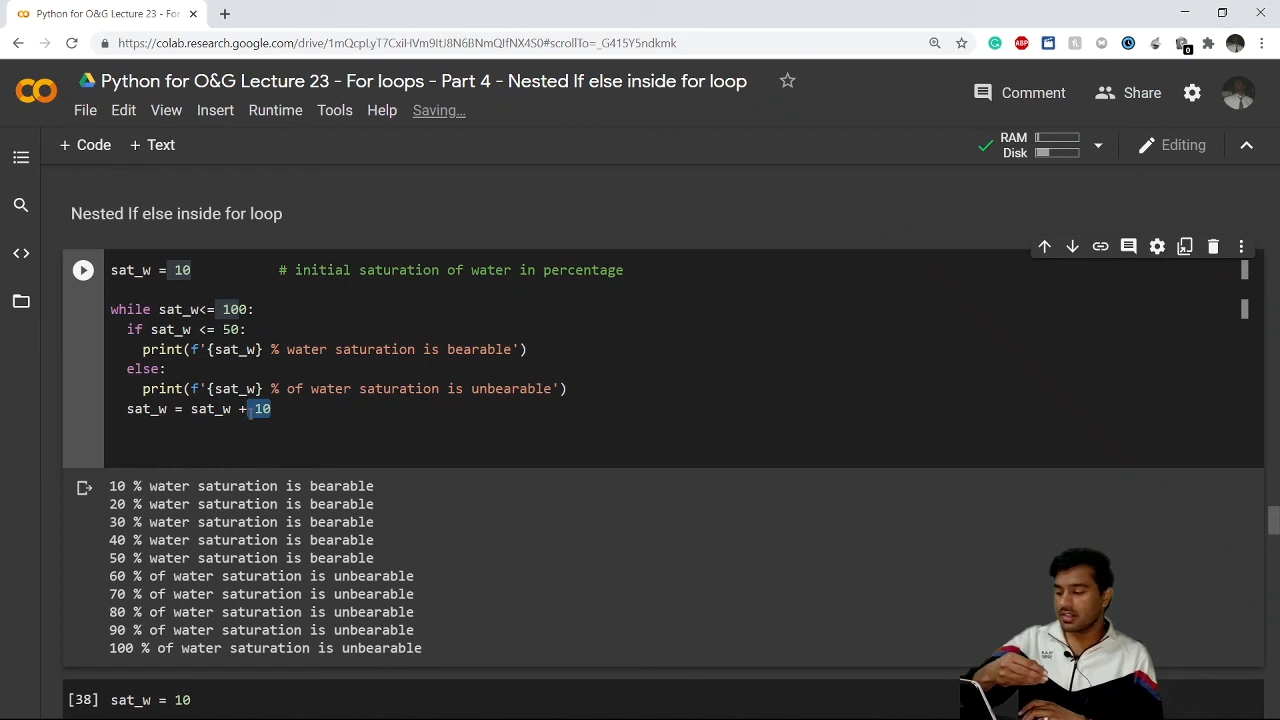 Python for O&G Lecture 23 - For
https://colab.research.google.com/drive/1mQcpLyT7CxiHVm9ItJ8N6BNmQlfNX4S0#scrollTo=_G415Y5ndkmk
ABP
0
Python for O&G Lecture 23 - For loops - Part 4 - Nested If else inside for loop
Comment
Share
File Edit View Insert Runtime Tools Help Saving...
+ Code + Text
RAM
Disk
Editing
Nested If else inside for loop
sat_w = 10 # initial saturation of water in percentage
while sat_w<= 100:
if sat_w <= 50:
print(f'{sat_w} % water saturation is bearable')
else:
print(f'{sat_w} % of water saturation is unbearable')
sat_w = sat_w + 10
10 % water saturation is bearable
20 % water saturation is bearable
30 % water saturation is bearable
40 % water saturation is bearable
50 % water saturation is bearable
60 % of water saturation is unbearable
70 % of water saturation is unbearable
80 % of water saturation is unbearable
90 % of water saturation is unbearable
100 % of water saturation is unbearable
[38] sat_w = 10